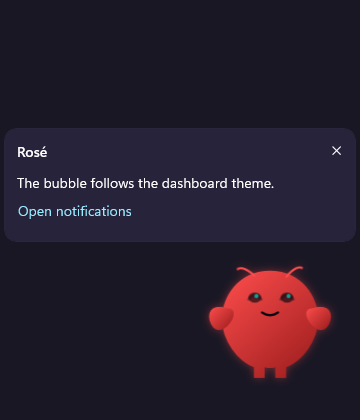 Rosé
The bubble follows the dashboard theme.
Open notifications